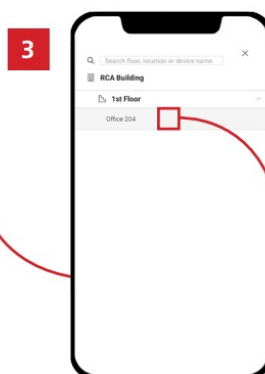 3
Search floor, location or device name
RCA Building
1st Floor
Office 204